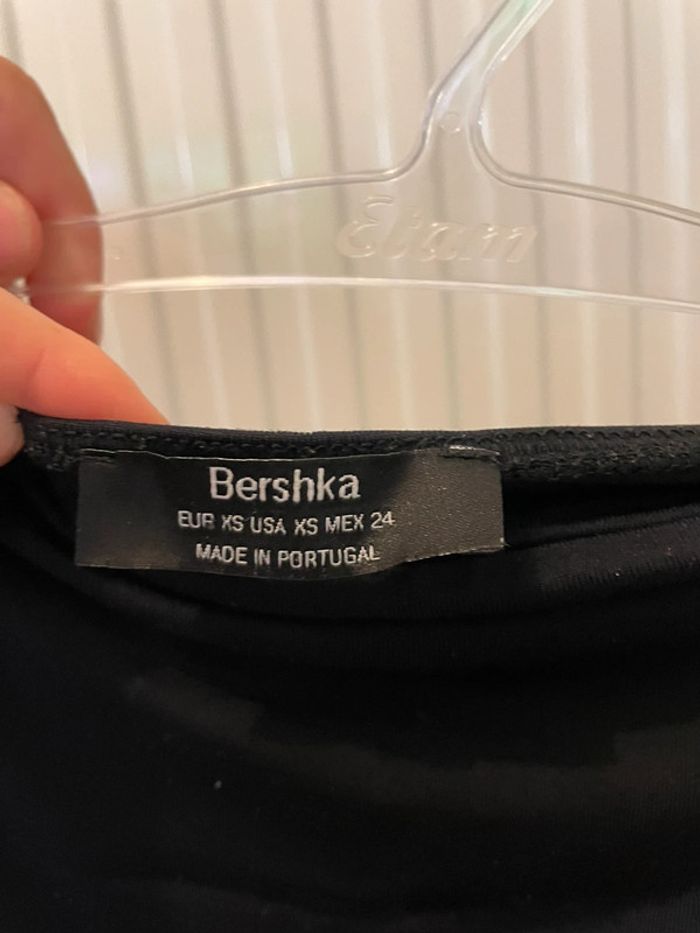 Etam
Bershka
EUR XS USA XS MEX 24
MADE IN PORTUGAL